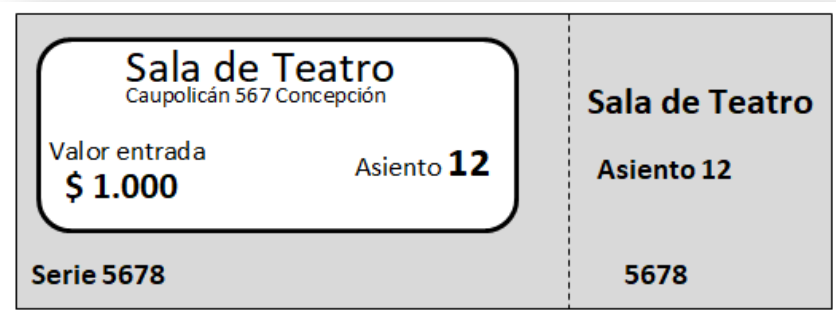 Sala de Teatro
Caupolicán 567 Concepción
Valor entrada
$ 1.000
Asiento 12
Serie 5678
Sala de Teatro
Asiento 12
5678